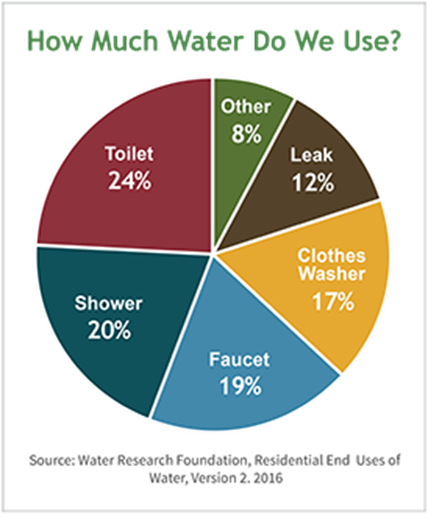 How Much Water Do We Use?
Other
8%
Leak
12%
Toilet
24%
Clothes
Washer
17%
Shower
20%
Faucet
19%
Source: Water Research Foundation, Residential End Uses of
Water, Version 2. 2016